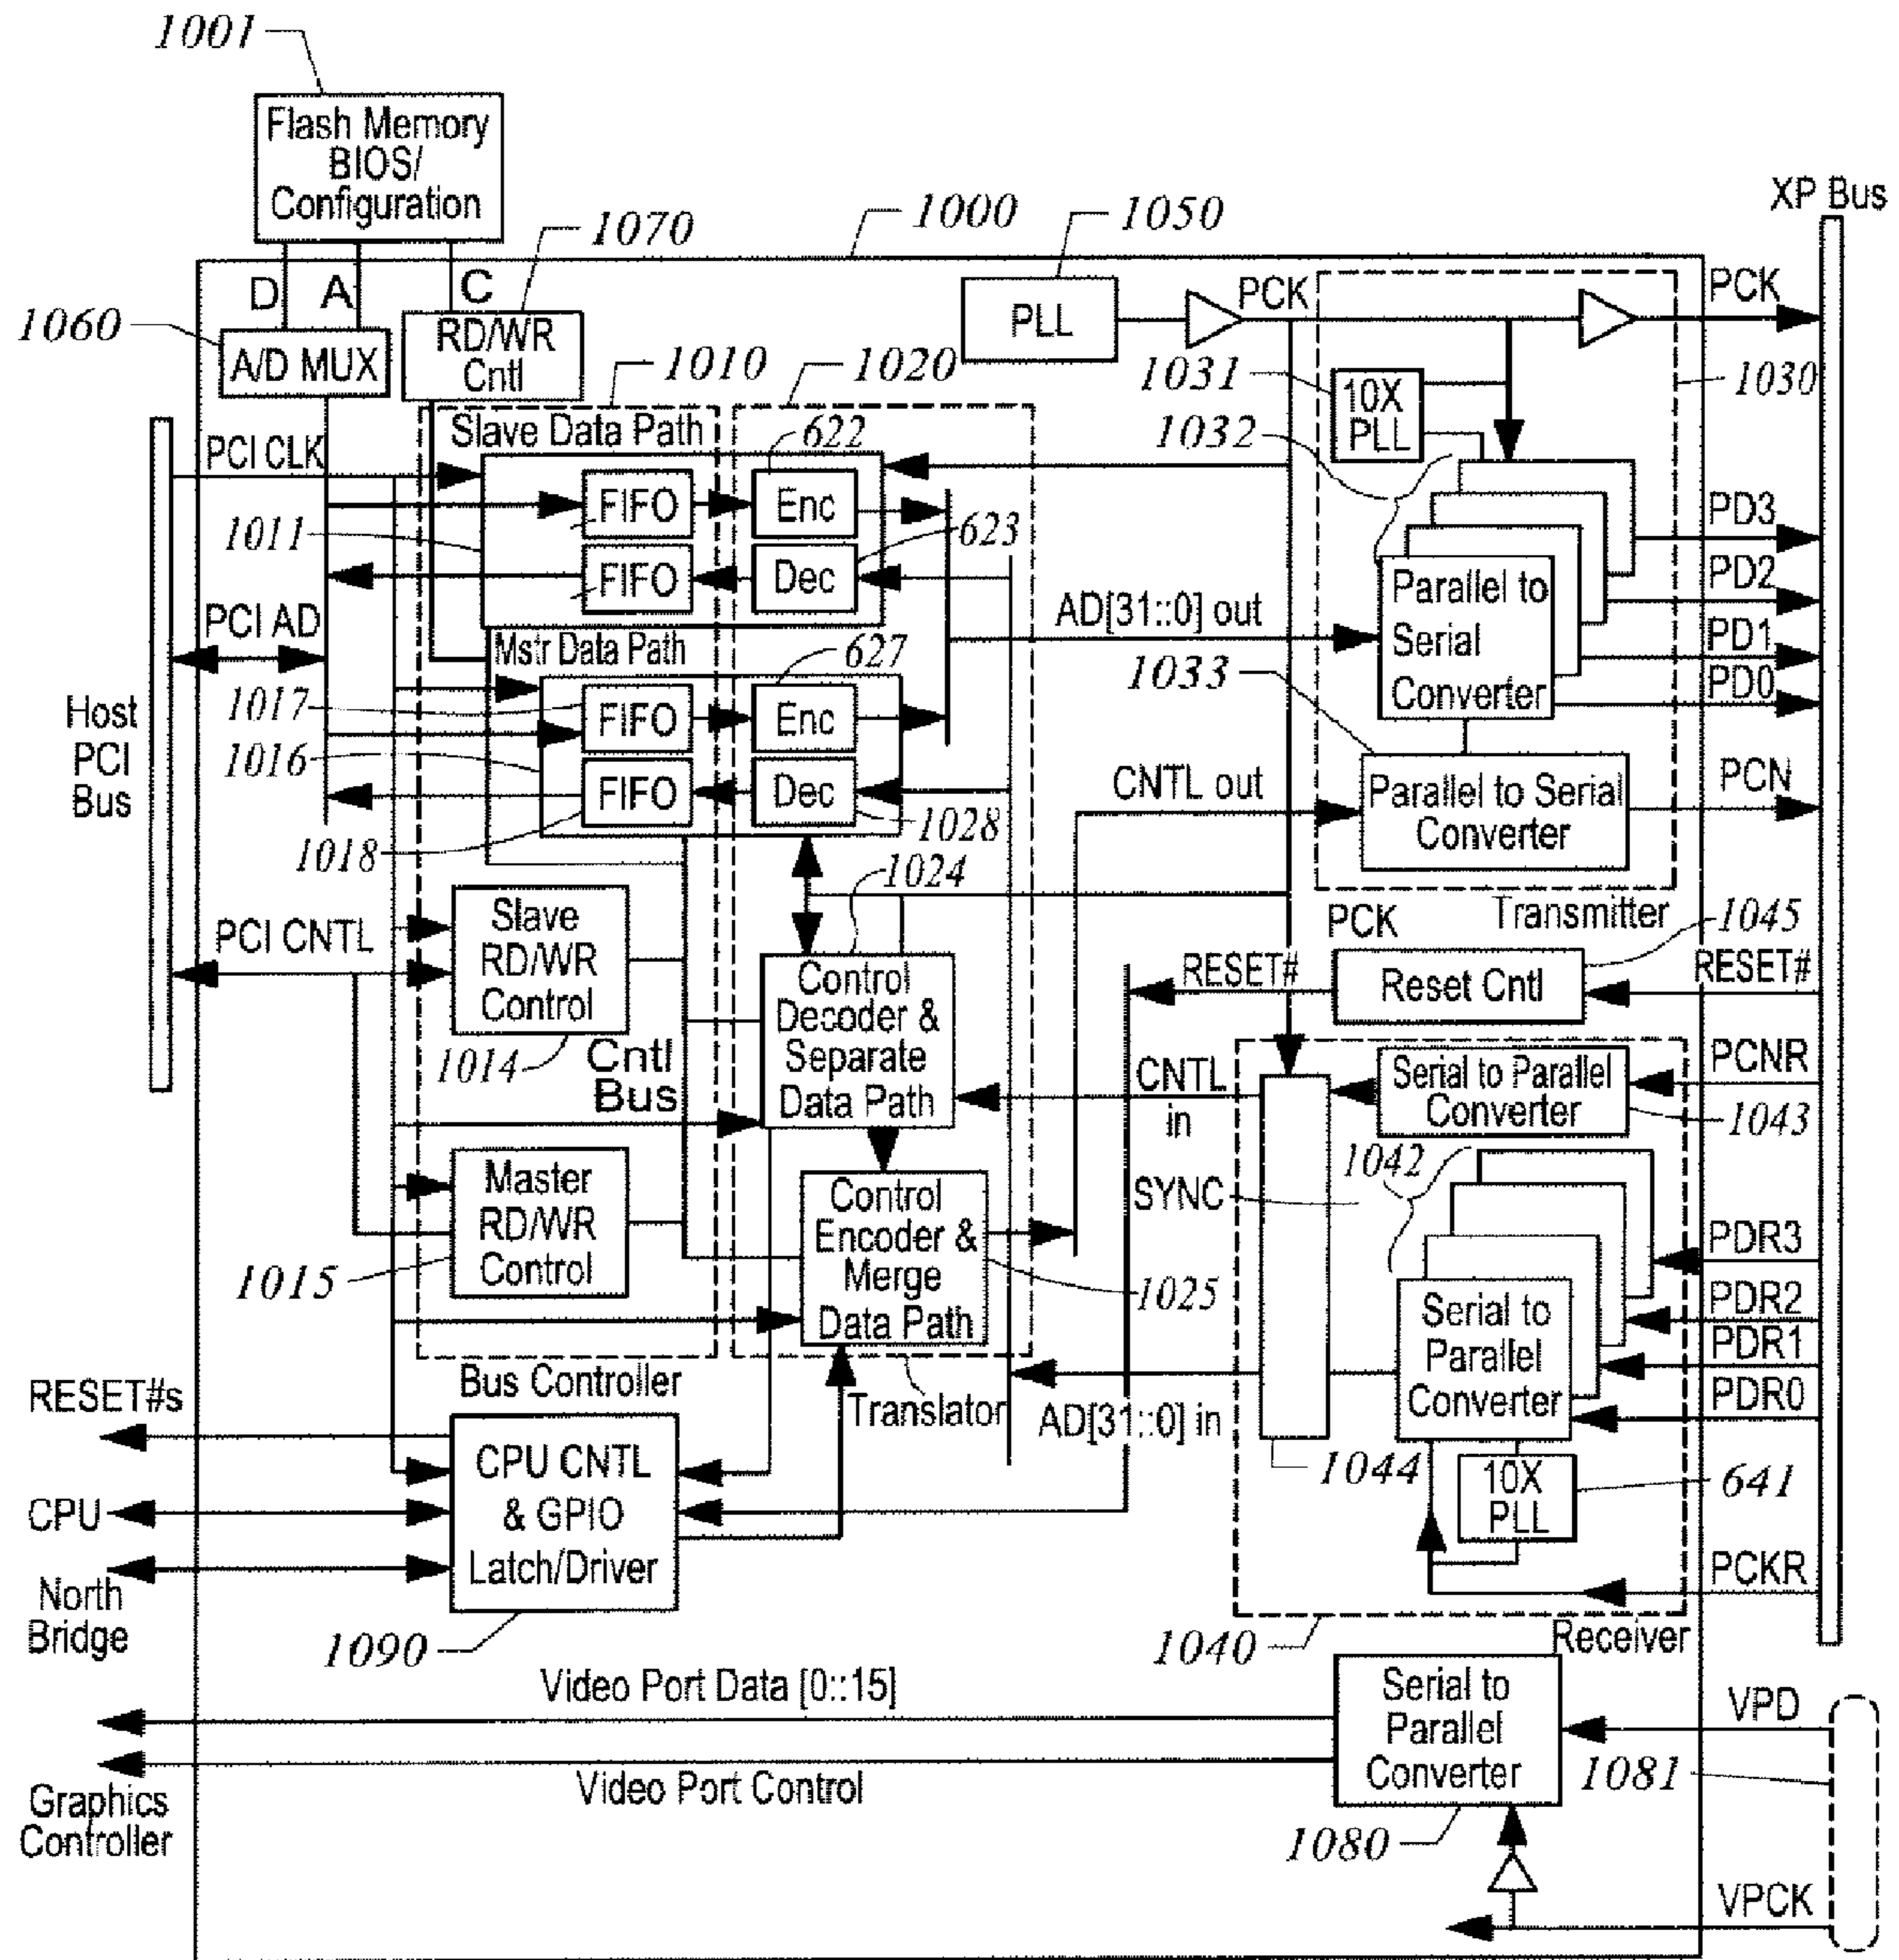 1001
Flash Memory
BIOS/
Configuration
XP Bus
1070
1000
1050
D
A
C
PCK
PCK
1060
A/D MUX
RD/WR
Cntl
PLL
1010
1020
1031
10X
PLL
1030
Slave Data Path
622
1032
PCI CLK
FIFO
Enc
PD3
1011
623
FIFO
Dec
PD2
PCI AD
AD[31::0] out
Parallel to
Serial
Converter
PD1
Mstr Data Path
627
PD0
1033
Host
PCI
Bus
1017
FIFO
Enc
1016
FIFO
Dec
CNTL out
Parallel to Serial
Converter
PCN
1018
1028
1024
PCI CNTL
Slave
RD/WR
Control
PCK
Transmitter
1045
Control
Decoder &
Separate
Data Path
RESET#
Reset Cntl
RESET#
1014
Cntl
Bus
CNTL
in
Serial to Parallel
Converter
PCNR
1043
1042
Master
RD/WR
Control
Control
Encoder &
Merge
Data Path
SYNC
PDR3
1015
1025
Serial to
Parallel
Converter
PDR2
PDR1
PDR0
Bus Controller
Translator
AD[31::0] in
RESET#s
CPU CNTL
& GPIO
Latch/Driver
1044
10X
PLL
641
CPU
North
Bridge
PCKR
1090
1040
Receiver
Video Port Data [0::15]
Serial to
Parallel
Converter
VPD
Video Port Control
1081
Graphics
Controller
1080
VPCK